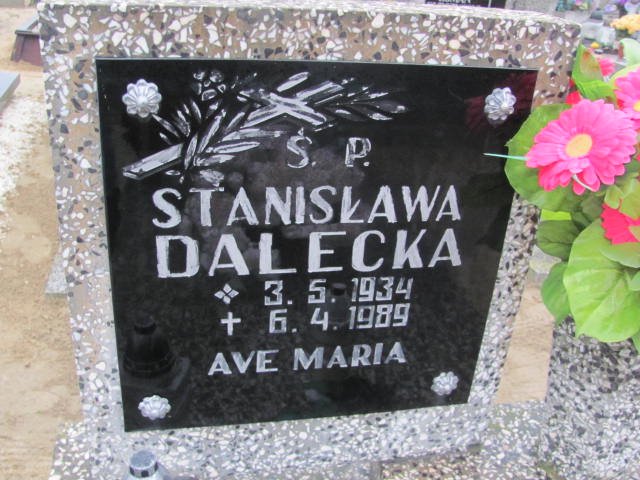 Ś. P.
STANISŁAWA
DALECKA
3. 5. 1934
6. 4. 1989
AVE MARIA